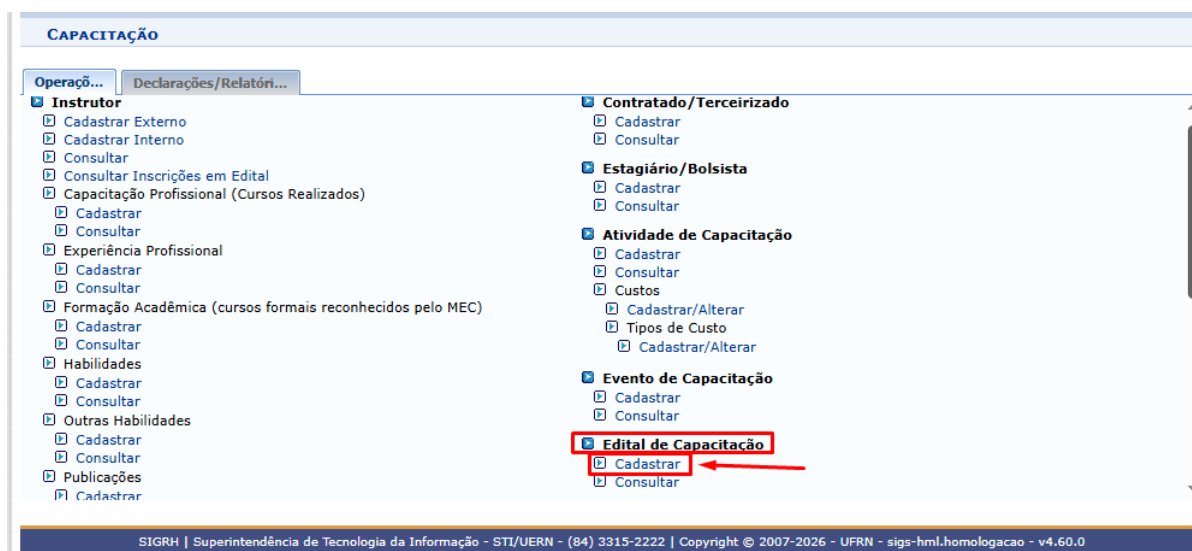 Capacitação
Operaçõ...
Declarações/Relatóri...
Instrutor
Cadastrar Externo
Cadastrar Interno
Consultar
Consultar Inscrições em Edital
Capacitação Profissional (Cursos Realizados)
Cadastrar
Consultar
Experiência Profissional
Cadastrar
Consultar
Formação Acadêmica (cursos formais reconhecidos pelo MEC)
Cadastrar
Consultar
Habilidades
Cadastrar
Consultar
Outras Habilidades
Cadastrar
Consultar
Publicações
Cadastrar
Contratado/Terceirizado
Cadastrar
Consultar
Estagiário/Bolsista
Cadastrar
Consultar
Atividade de Capacitação
Cadastrar
Consultar
Custos
Cadastrar/Alterar
Tipos de Custo
Cadastrar/Alterar
Evento de Capacitação
Cadastrar
Consultar
Edital de Capacitação
Cadastrar
Consultar
SIGRH | Superintendência de Tecnologia da Informação - STI/UERN - (84) 3315-2222 | Copyright © 2007-2026 - UFRN - sigs-hml.homologacao - v4.60.0